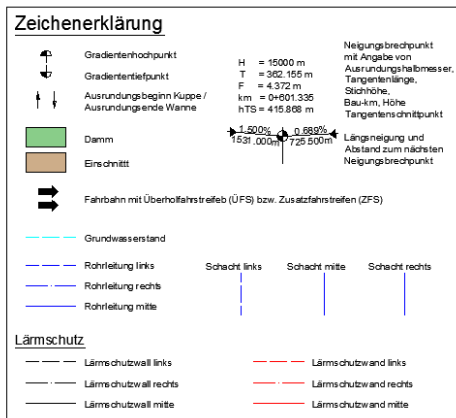 Zeichenerklärung
Gradientenhochpunkt
Gradiententiefpunkt
Ausrundungsbeginn Kuppe /
Ausrundungsende Wanne
H = 15000 m
T = 362.155 m
F = 4.372 m
km = 0+601.335
hTS = 415.868 m
Neigungsbrechpunkt
mit Angabe von
Ausrundungshalbmesser,
Tangentenlänge,
Stichhöhe,
Bau-km, Höhe
Tangentenschnittpunkt
Damm
Einschnittt
1.500% 0.689%
1531.000m 725.500m
Längsneigung und
Abstand zum nächsten
Neigungsbrechpunkt
Fahrbahn mit Überholfahrstreifeb (ÜFS) bzw. Zusatzfahrstreifen (ZFS)
Grundwasserstand
Rohrleitung links
Rohrleitung rechts
Rohrleitung mitte
Schacht links Schacht mitte Schacht rechts
Lärmschutz
Lärmschutzwall links
Lärmschutzwall rechts
Lärmschutzwall mitte
Lärmschutzwand links
Lärmschutzwand rechts
Lärmschutzwand mitte